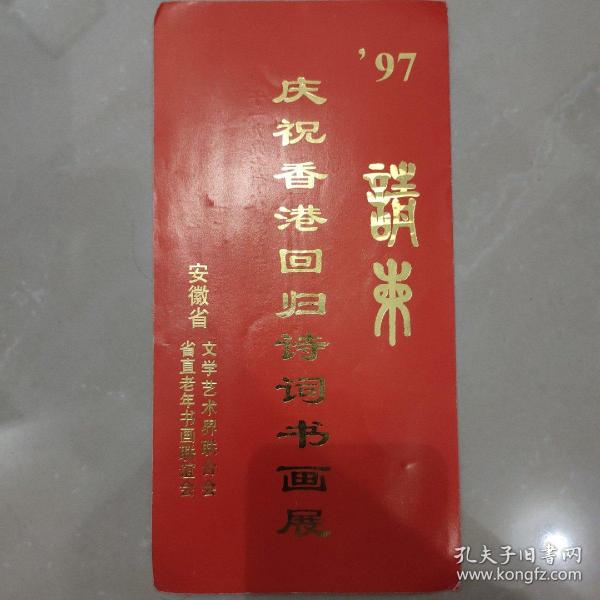 ’97
請柬
庆祝香港回归诗词书画展
安徽省
文学艺术界联合会
省直老年书画联谊会
孔夫子旧书网
www.kongfz.com